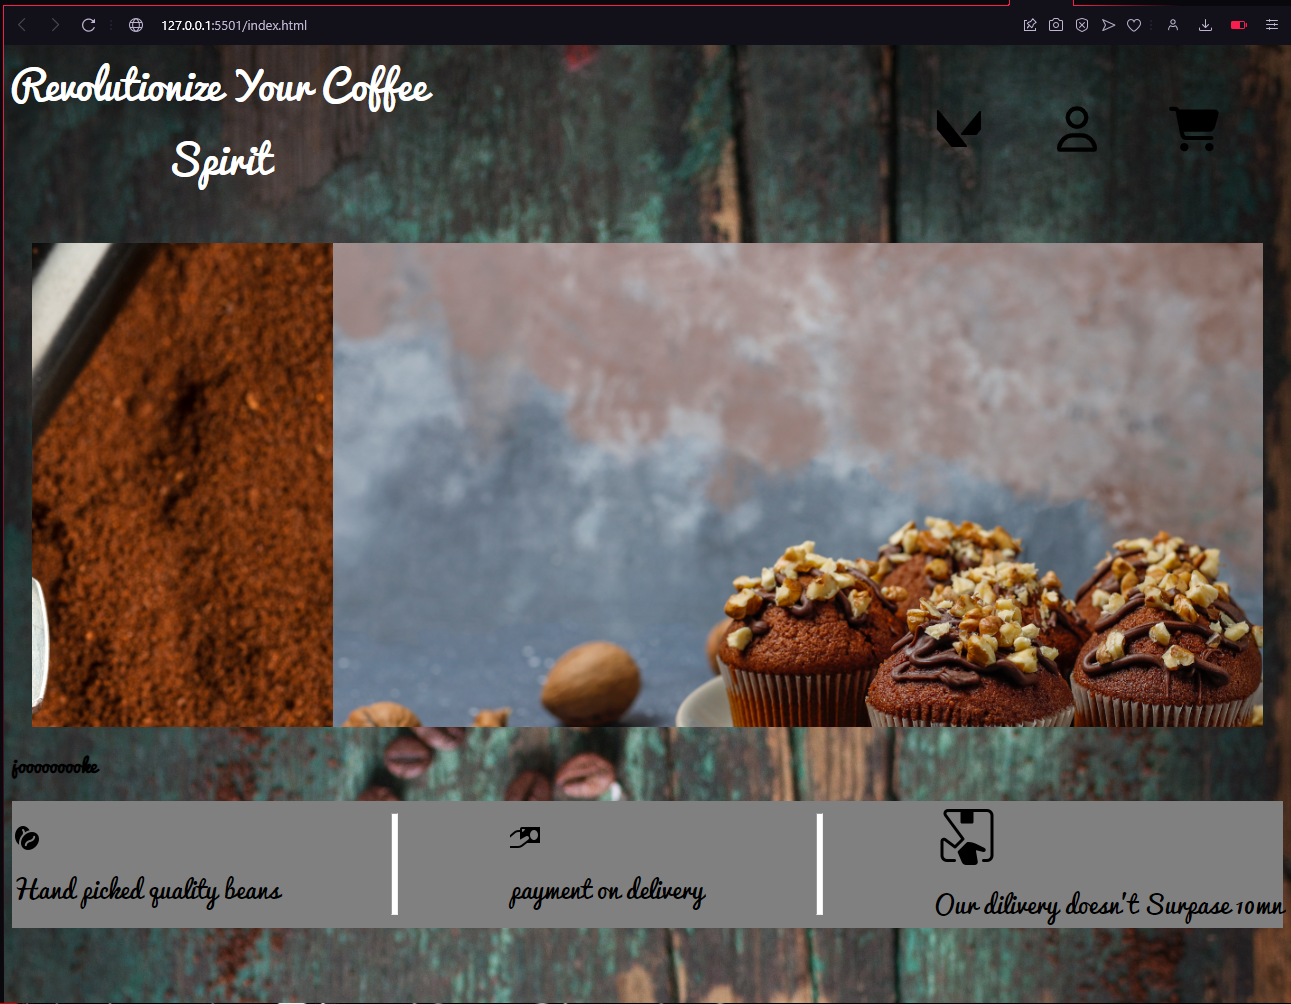 127.0.0.1:5501/index.html
Revolutionize Your Coffee
Spirit
joooooooooke
Hand picked quality beans
payment on delivery
Our dilivery doesn't Surpase 10mn